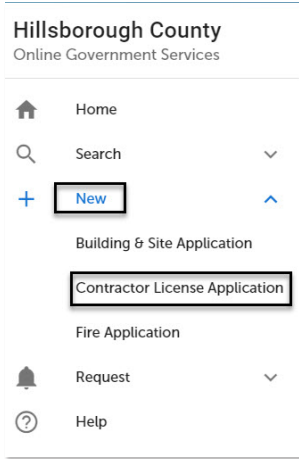 Hillsborough County
Online Government Services
Home
Search
New
Building & Site Application
Contractor License Application
Fire Application
Request
Help